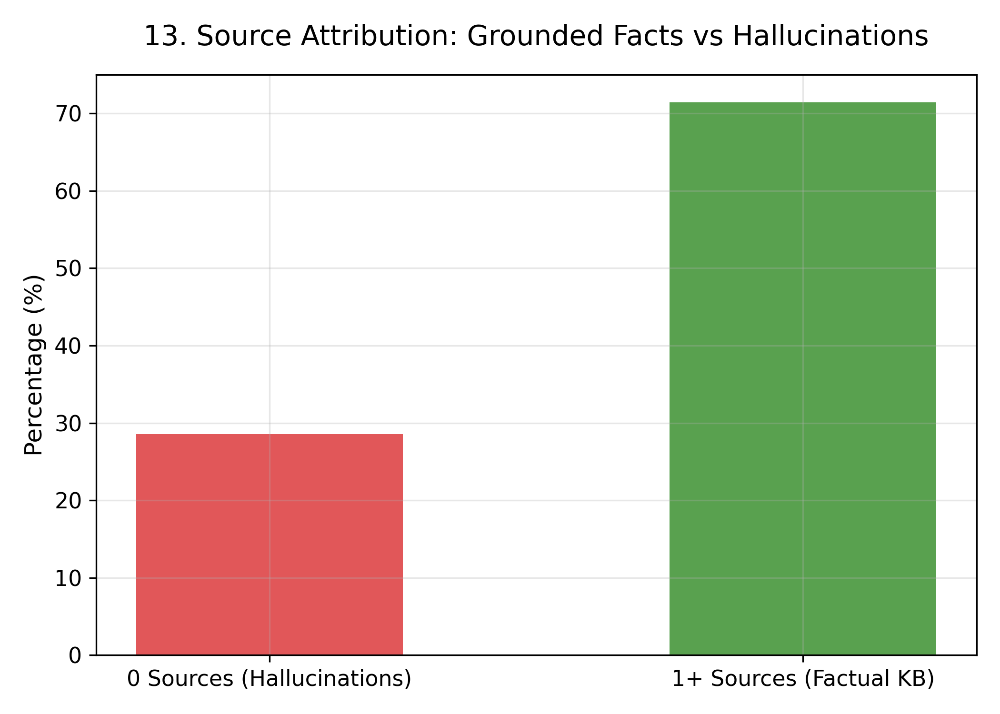 13. Source Attribution: Grounded Facts vs Hallucinations
Percentage (%)
70
60
50
40
30
20
10
0
0 Sources (Hallucinations)
1+ Sources (Factual KB)